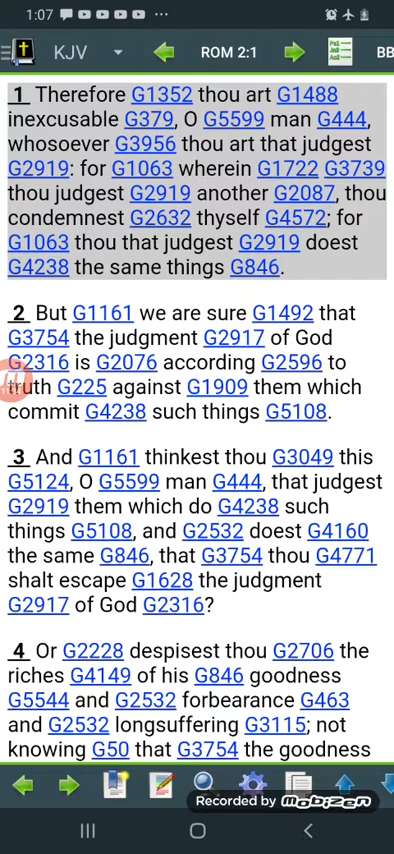 1:07
KJV ROM 2:1 BB
1 Therefore G1352 thou art G1488
inexcusable G379, O G5599 man G444,
whosoever G3956 thou art that judgest
G2919: for G1063 wherein G1722 G3739
thou judgest G2919 another G2087, thou
condemnest G2632 thyself G4572; for
G1063 thou that judgest G2919 doest
G4238 the same things G846.
2 But G1161 we are sure G1492 that
G3754 the judgment G2917 of God
G2316 is G2076 according G2596 to
truth G225 against G1909 them which
commit G4238 such things G5108.
3 And G1161 thinkest thou G3049 this
G5124, O G5599 man G444, that judgest
G2919 them which do G4238 such
things G5108, and G2532 doest G4160
the same G846, that G3754 thou G4771
shalt escape G1628 the judgment
G2917 of God G2316?
4 Or G2228 despisest thou G2706 the
riches G4149 of his G846 goodness
G5544 and G2532 forbearance G463
and G2532 longsuffering G3115; not
knowing G50 that G3754 the goodness
Recorded by mobizen